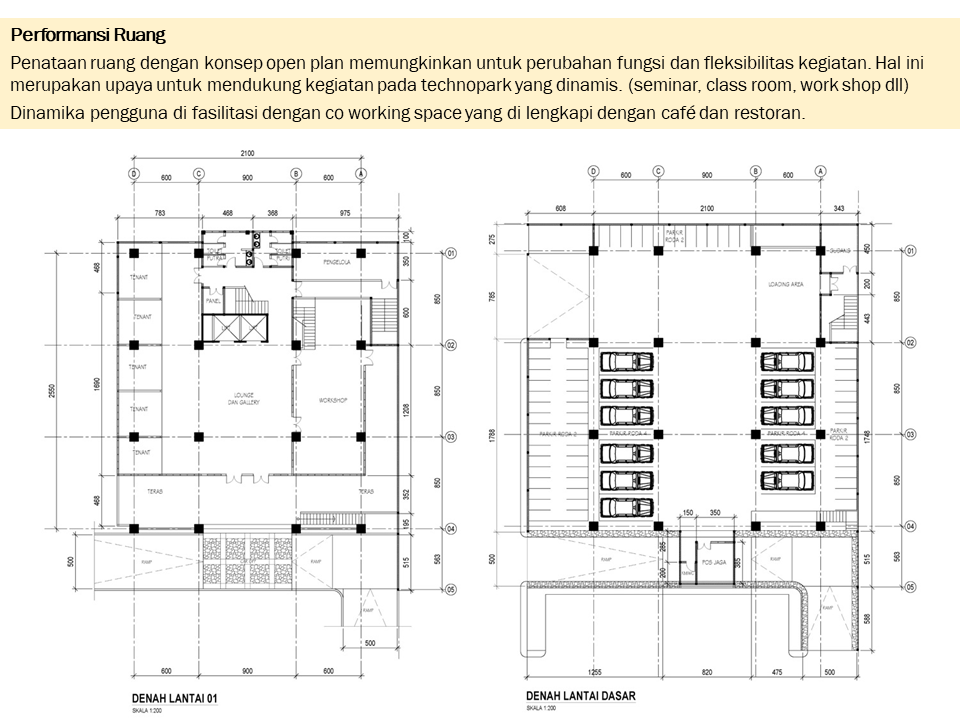 Performansi Ruang
Penataan ruang dengan konsep open plan memungkinkan untuk perubahan fungsi dan fleksibilitas kegiatan. Hal ini
merupakan upaya untuk mendukung kegiatan pada technopark yang dinamis. (seminar, class room, work shop dll)
Dinamika pengguna di fasilitasi dengan co working space yang di lengkapi dengan café dan restoran.
2100
D C B A
600 900 600
783 468 368 975
100
01
TENANT
PENGELOLA
350
468
850
TENANT
PANEL
600
02
TENANT
2550
1690
LOUNGE
DAN GALLERY
WORKSHOP
850
TENANT
1208
03
TENANT
468
TERAS
TERAS
352
850
195
04
500
RAMP
RAMP
515
563
05
RAMP
500
600 900 600
DENAH LANTAI 01
SKALA 1:200
D C B A
600 900 600
608 2100 343
275
PARKIR
RODA 2
GUDANG
450
01
785
LOADING AREA
200
850
443
02
850
1788
PARKIR RODA 2
PARKIR RODA 4
PARKIR RODA 4
PARKIR
RODA 2
1748
03
850
150 350
04
500
RAMP
285
200
POS JAGA
385
RAMP
515
563
05
RAMP
588
1255 820 475 500
DENAH LANTAI DASAR
SKALA 1:200